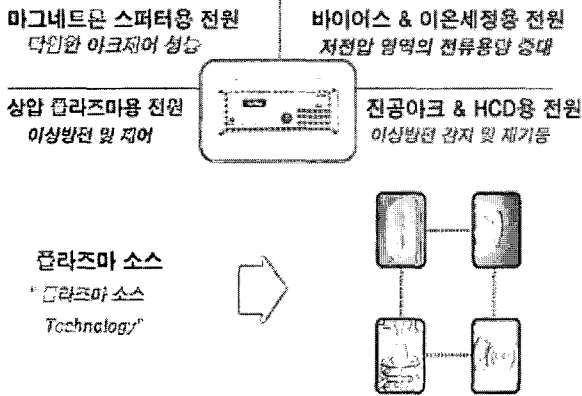 마그네트론 스퍼터용 전원
아크제어 성능
바이어스 & 이온세정용 전원
저전압 영역의 전류용량 증대
상압 플라즈마용 전원
이상방전 및 제어
진공아크 & HCD용 전원
이상방전 감지 및 재기동
플라즈마 소스
" 플라즈마 소스
Technology"